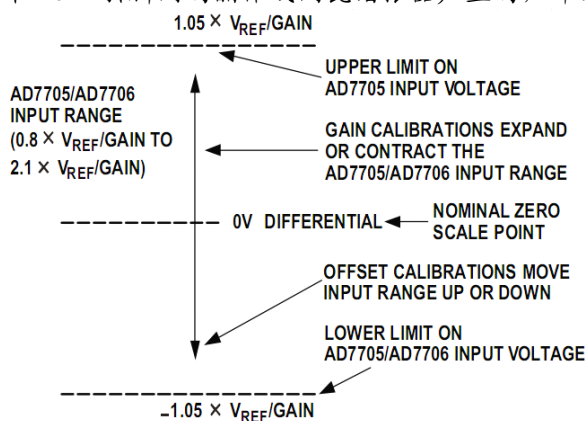 1.05 × VREF/GAIN
UPPER LIMIT ON
AD7705 INPUT VOLTAGE
AD7705/AD7706
INPUT RANGE
(0.8 × VREF/GAIN TO
2.1 × VREF/GAIN)
GAIN CALIBRATIONS EXPAND
OR CONTRACT THE
AD7705/AD7706 INPUT RANGE
0V DIFFERENTIAL
NOMINAL ZERO
SCALE POINT
OFFSET CALIBRATIONS MOVE
INPUT RANGE UP OR DOWN
LOWER LIMIT ON
AD7705/AD7706 INPUT VOLTAGE
–1.05 × VREF/GAIN